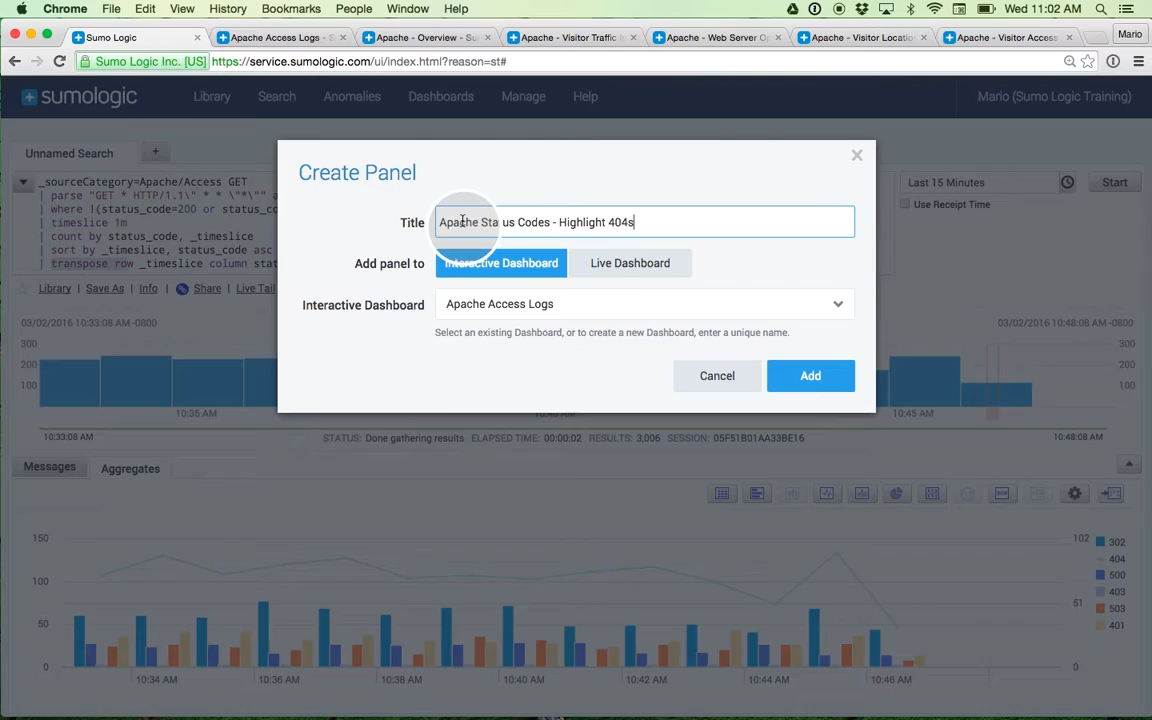 Chrome File Edit View History Bookmarks People Window Help Wed 11:02 AM
Sumo Logic × Apache Access Logs - S × Apache - Overview - Su × Apache - Visitor Traffic In × Apache - Web Server Op × Apache - Visitor Locatio × Apache - Visitor Access × Mario
Sumo Logic Inc. [US] https://service.sumologic.com/ui/index.html?reason=st#
sumologic Library Search Anomalies Dashboards Manage Help Mario (Sumo Logic Training)
Unnamed Search +
_sourceCategory=Apache/Access GET
| parse "GET * HTTP/1.1\" * * \"*\"" a
| where !(status_code=200 or status_co
| timeslice 1m
| count by status_code, _timeslice
| sort by _timeslice, status_code asc
| transpose row _timeslice column stat
Last 15 Minutes Start
Use Receipt Time
Library Save As Info Share Live Tail
Create Panel ×
Title Apache Status Codes - Highlight 404s
Add panel to Interactive Dashboard Live Dashboard
Interactive Dashboard Apache Access Logs
Select an existing Dashboard, or to create a new Dashboard, enter a unique name.
Cancel Add
03/02/2016 10:33:08 AM -0800 03/02/2016 10:48:08 AM -0800
300 300
200 200
100 100
10:35 AM 10:40 AM 10:45 AM
10:33:08 AM STATUS: Done gathering results ELAPSED TIME: 00:00:02 RESULTS: 3,006 SESSION: 05F51B01AA33BE16 10:48:08 AM
Messages Aggregates
150 102
100
50 51
0 0
10:34 AM 10:36 AM 10:38 AM 10:40 AM 10:42 AM 10:44 AM 10:46 AM
302
404
500
403
503
401